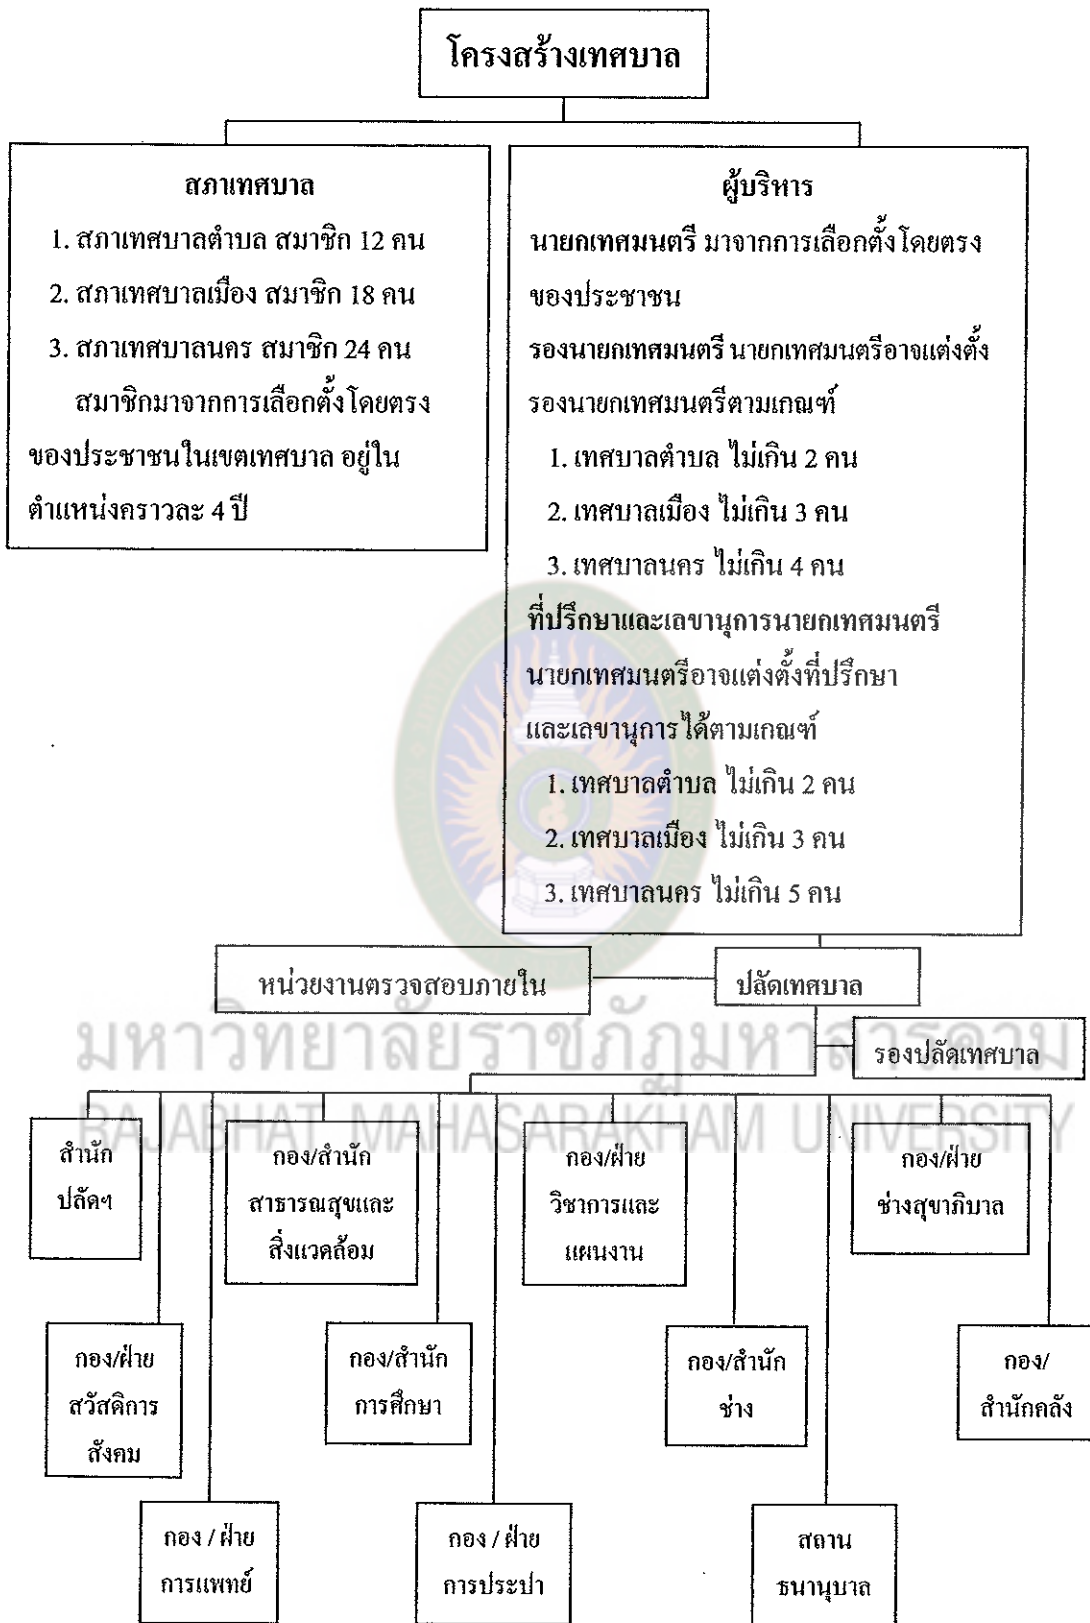 โครงสร้างเทศบาล
สภาเทศบาล
1. สภาเทศบาลตำบล สมาชิก 12 คน
2. สภาเทศบาลเมือง สมาชิก 18 คน
3. สภาเทศบาลนคร สมาชิก 24 คน
สมาชิกมาจากการเลือกตั้งโดยตรง
ของประชาชนในเขตเทศบาล อยู่ใน
ตำแหน่งคราวละ 4 ปี
ผู้บริหาร
นายกเทศมนตรี มาจากการเลือกตั้งโดยตรง
ของประชาชน
รองนายกเทศมนตรี นายกเทศมนตรีอาจแต่งตั้ง
รองนายกเทศมนตรีตามเกณฑ์
1. เทศบาลตำบล ไม่เกิน 2 คน
2. เทศบาลเมือง ไม่เกิน 3 คน
3. เทศบาลนคร ไม่เกิน 4 คน
ที่ปรึกษาและเลขานุการนายกเทศมนตรี
นายกเทศมนตรีอาจแต่งตั้งที่ปรึกษา
และเลขานุการได้ตามเกณฑ์
1. เทศบาลตำบล ไม่เกิน 2 คน
2. เทศบาลเมือง ไม่เกิน 3 คน
3. เทศบาลนคร ไม่เกิน 5 คน
หน่วยงานตรวจสอบภายใน
ปลัดเทศบาล
มหาวิทยาลัยราชภัฏมหาสารคาม
รองปลัดเทศบาล
RAJABHAT MAHASARAKHAM UNIVERSITY
สำนัก
ปลัดฯ
กอง/สำนัก
สาธารณสุขและ
สิ่งแวดล้อม
กอง/ฝ่าย
วิชาการและ
แผนงาน
กอง/ฝ่าย
ช่างสุขาภิบาล
กอง/ฝ่าย
สวัสดิการ
สังคม
กอง/สำนัก
การศึกษา
กอง/สำนัก
ช่าง
กอง/
สำนักคลัง
กอง / ฝ่าย
การแพทย์
กอง / ฝ่าย
การประปา
สถาน
ธนานุบาล